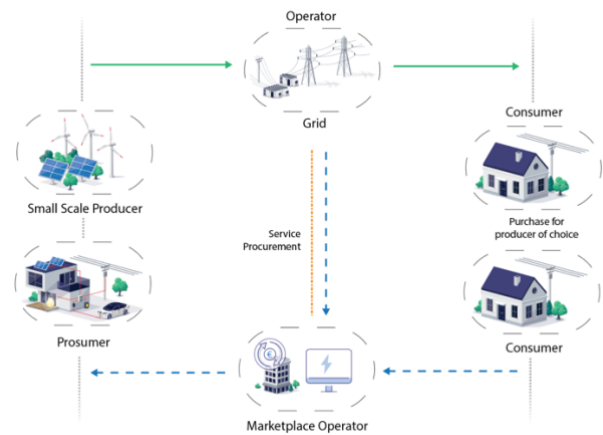 Operator
Grid
Consumer
Small Scale Producer
Purchase for
producer of choice
Service
Procurement
Prosumer
Consumer
Marketplace Operator